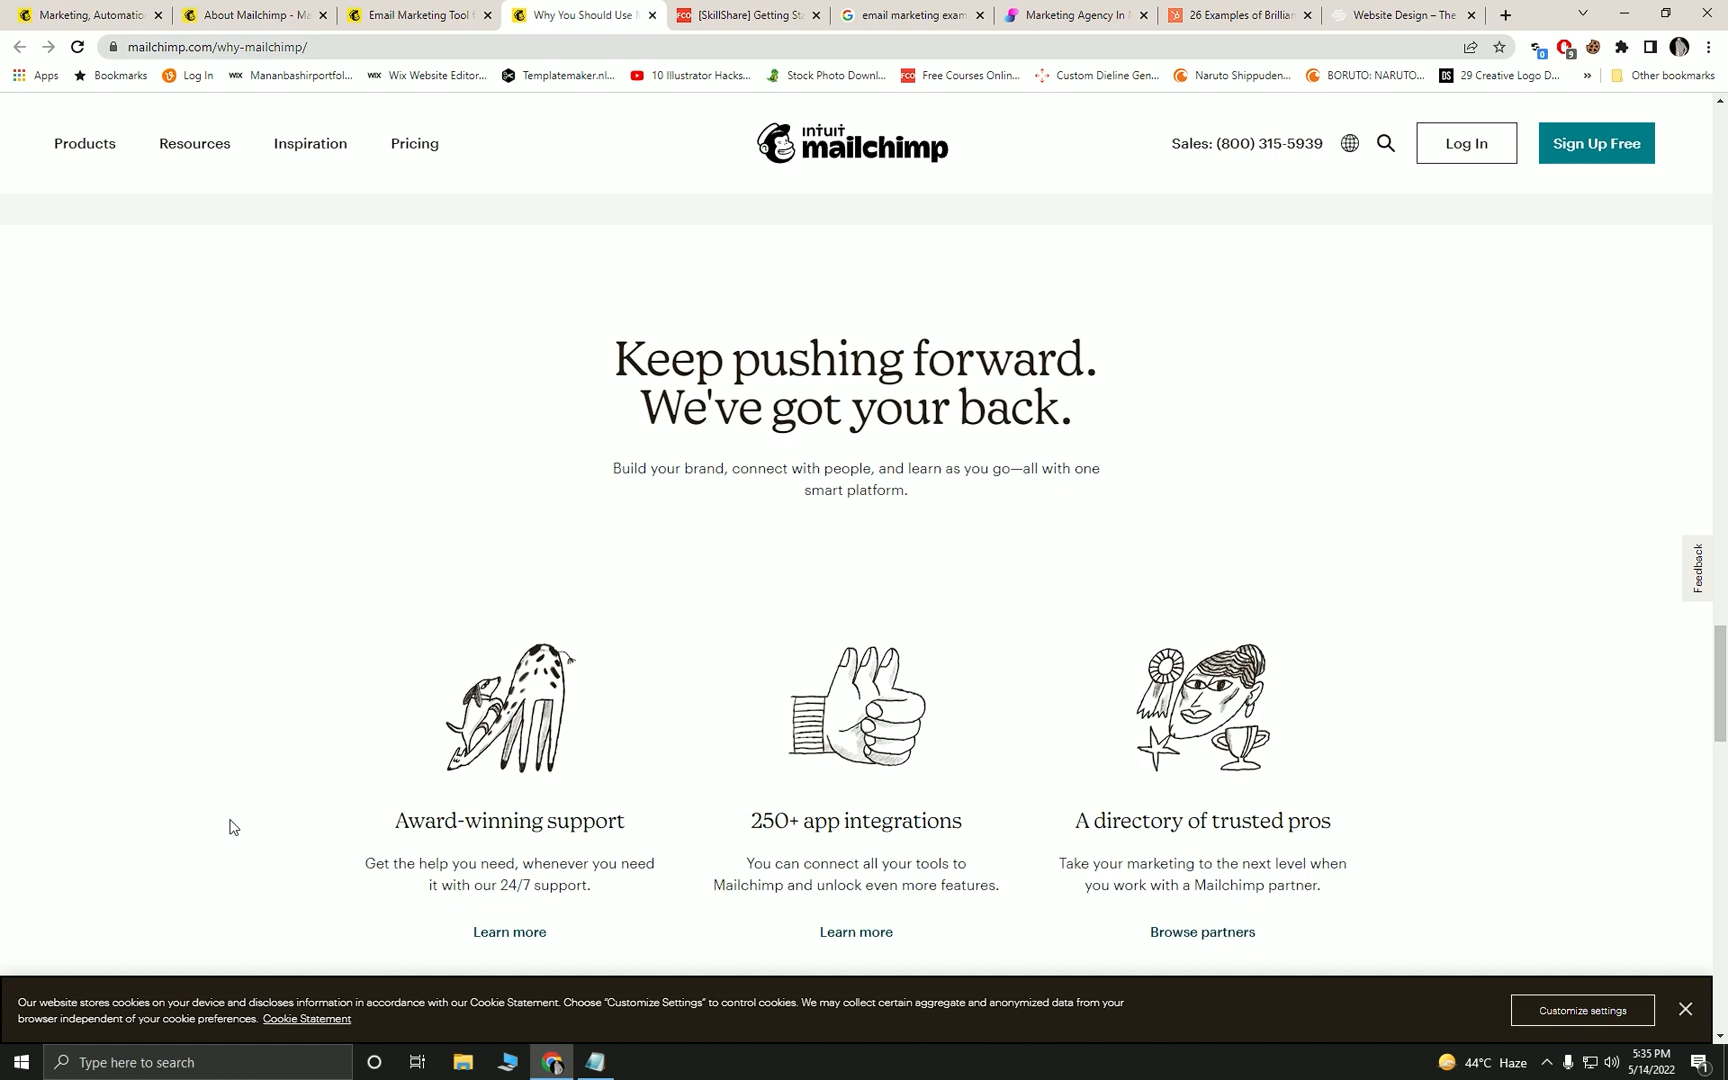 Marketing, Automatio
About Mailchimp - Ma
Email Marketing Tool f
Why You Should Use M
[SkillShare] Getting Sta
email marketing exam
Marketing Agency In N
26 Examples of Brillian
Website Design – The
mailchimp.com/why-mailchimp/
0
9
Apps
Bookmarks
Log In
Mananbashirportfol...
Wix Website Editor...
Templatemaker.nl...
10 Illustrator Hacks...
Stock Photo Downl...
Free Courses Onlin...
Custom Dieline Gen...
Naruto Shippuden...
BORUTO: NARUTO...
29 Creative Logo D...
»
Other bookmarks
Products
Resources
Inspiration
Pricing
INTUIT
mailchimp
Sales: (800) 315-5939
Log In
Sign Up Free
Keep pushing forward.
We've got your back.
Build your brand, connect with people, and learn as you go—all with one
smart platform.
Feedback
Award-winning support
Get the help you need, whenever you need
it with our 24/7 support.
Learn more
250+ app integrations
You can connect all your tools to
Mailchimp and unlock even more features.
Learn more
A directory of trusted pros
Take your marketing to the next level when
you work with a Mailchimp partner.
Browse partners
Our website stores cookies on your device and discloses information in accordance with our Cookie Statement. Choose “Customize Settings” to control cookies. We may collect certain aggregate and anonymized data from your
browser independent of your cookie preferences. Cookie Statement
Customize settings
Type here to search
44°C Haze
5:35 PM
5/14/2022
1